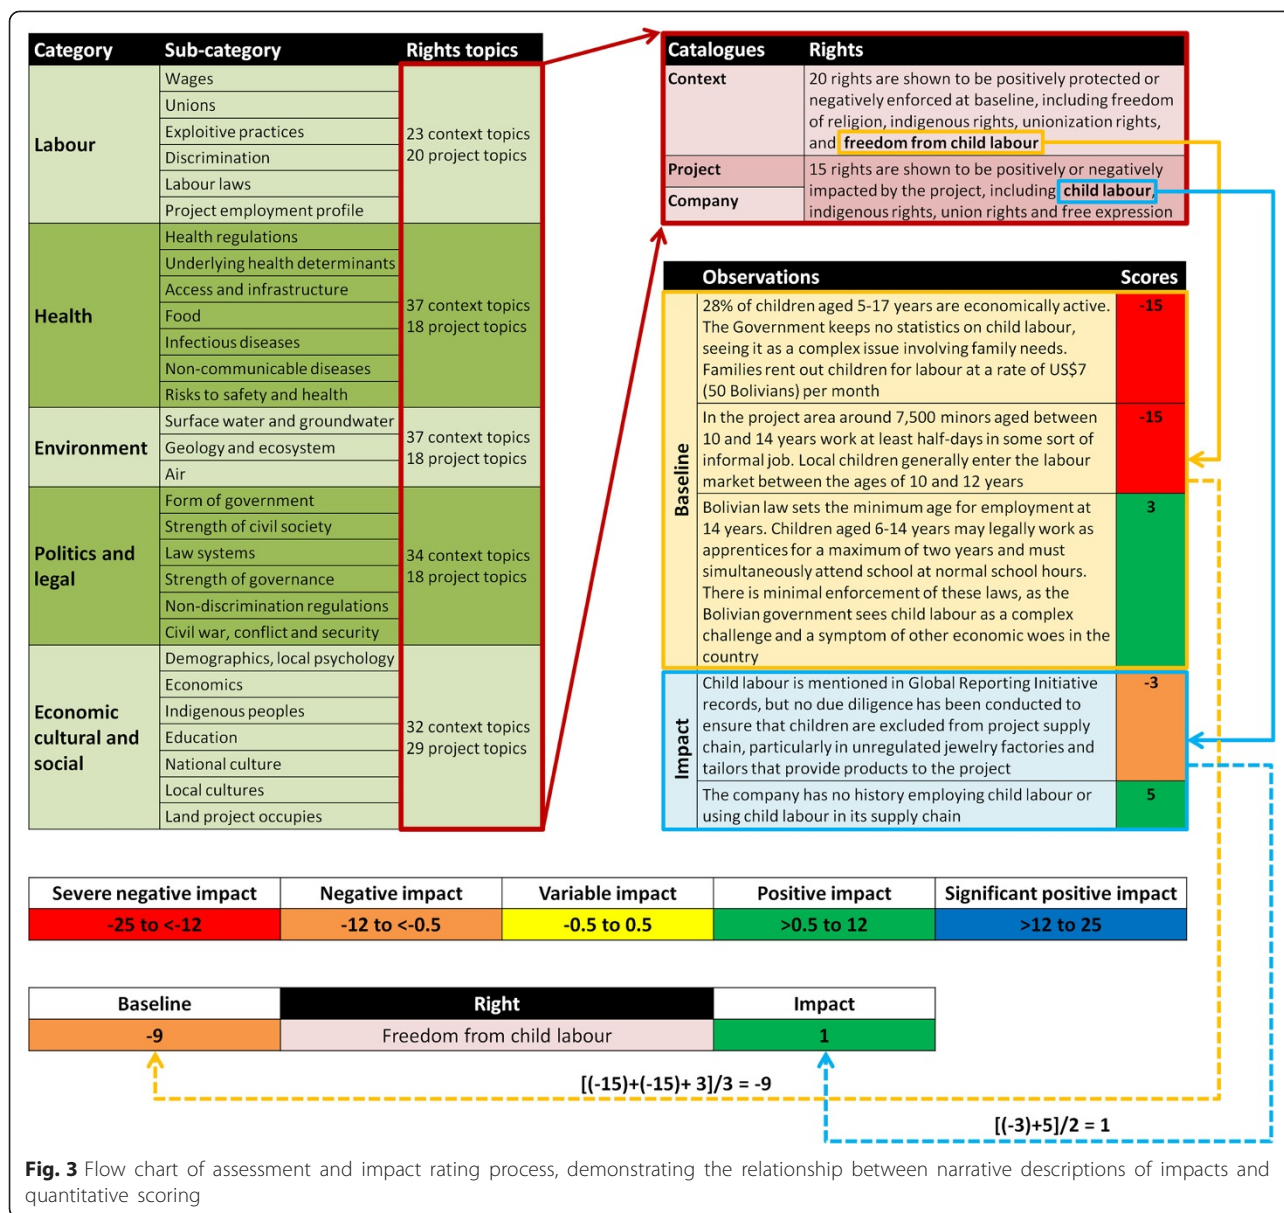 Category Sub-category Rights topics
Labour
Wages
Unions
Exploitive practices
Discrimination
Labour laws
Project employment profile
23 context topics
20 project topics
Health
Health regulations
Underlying health determinants
Access and infrastructure
Food
Infectious diseases
Non-communicable diseases
Risks to safety and health
37 context topics
18 project topics
Environment
Surface water and groundwater
Geology and ecosystem
Air
37 context topics
18 project topics
Politics and
legal
Form of government
Strength of civil society
Law systems
Strength of governance
Non-discrimination regulations
Civil war, conflict and security
34 context topics
18 project topics
Economic
cultural and
social
Demographics, local psychology
Economics
Indigenous peoples
Education
National culture
Local cultures
Land project occupies
32 context topics
29 project topics
Catalogues Rights
Context
20 rights are shown to be positively protected or
negatively enforced at baseline, including freedom
of religion, indigenous rights, unionization rights,
and freedom from child labour
Project
Company
15 rights are shown to be positively or negatively
impacted by the project, including child labour,
indigenous rights, union rights and free expression
Observations Scores
Baseline
28% of children aged 5-17 years are economically active.
The Government keeps no statistics on child labour,
seeing it as a complex issue involving family needs.
Families rent out children for labour at a rate of US$7
(50 Bolivians) per month
-15
In the project area around 7,500 minors aged between
10 and 14 years work at least half-days in some sort of
informal job. Local children generally enter the labour
market between the ages of 10 and 12 years
-15
Bolivian law sets the minimum age for employment at
14 years. Children aged 6-14 years may legally work as
apprentices for a maximum of two years and must
simultaneously attend school at normal school hours.
There is minimal enforcement of these laws, as the
Bolivian government sees child labour as a complex
challenge and a symptom of other economic woes in the
country
3
Impact
Child labour is mentioned in Global Reporting Initiative
records, but no due diligence has been conducted to
ensure that children are excluded from project supply
chain, particularly in unregulated jewelry factories and
tailors that provide products to the project
-3
The company has no history employing child labour or
using child labour in its supply chain
5
Severe negative impact Negative impact Variable impact Positive impact Significant positive impact
-25 to <-12 -12 to <-0.5 -0.5 to 0.5 >0.5 to 12 >12 to 25
Baseline Right Impact
-9 Freedom from child labour 1
[(-15)+(-15)+ 3]/3 = -9
[(-3)+5]/2 = 1
Fig. 3 Flow chart of assessment and impact rating process, demonstrating the relationship between narrative descriptions of impacts and
quantitative scoring